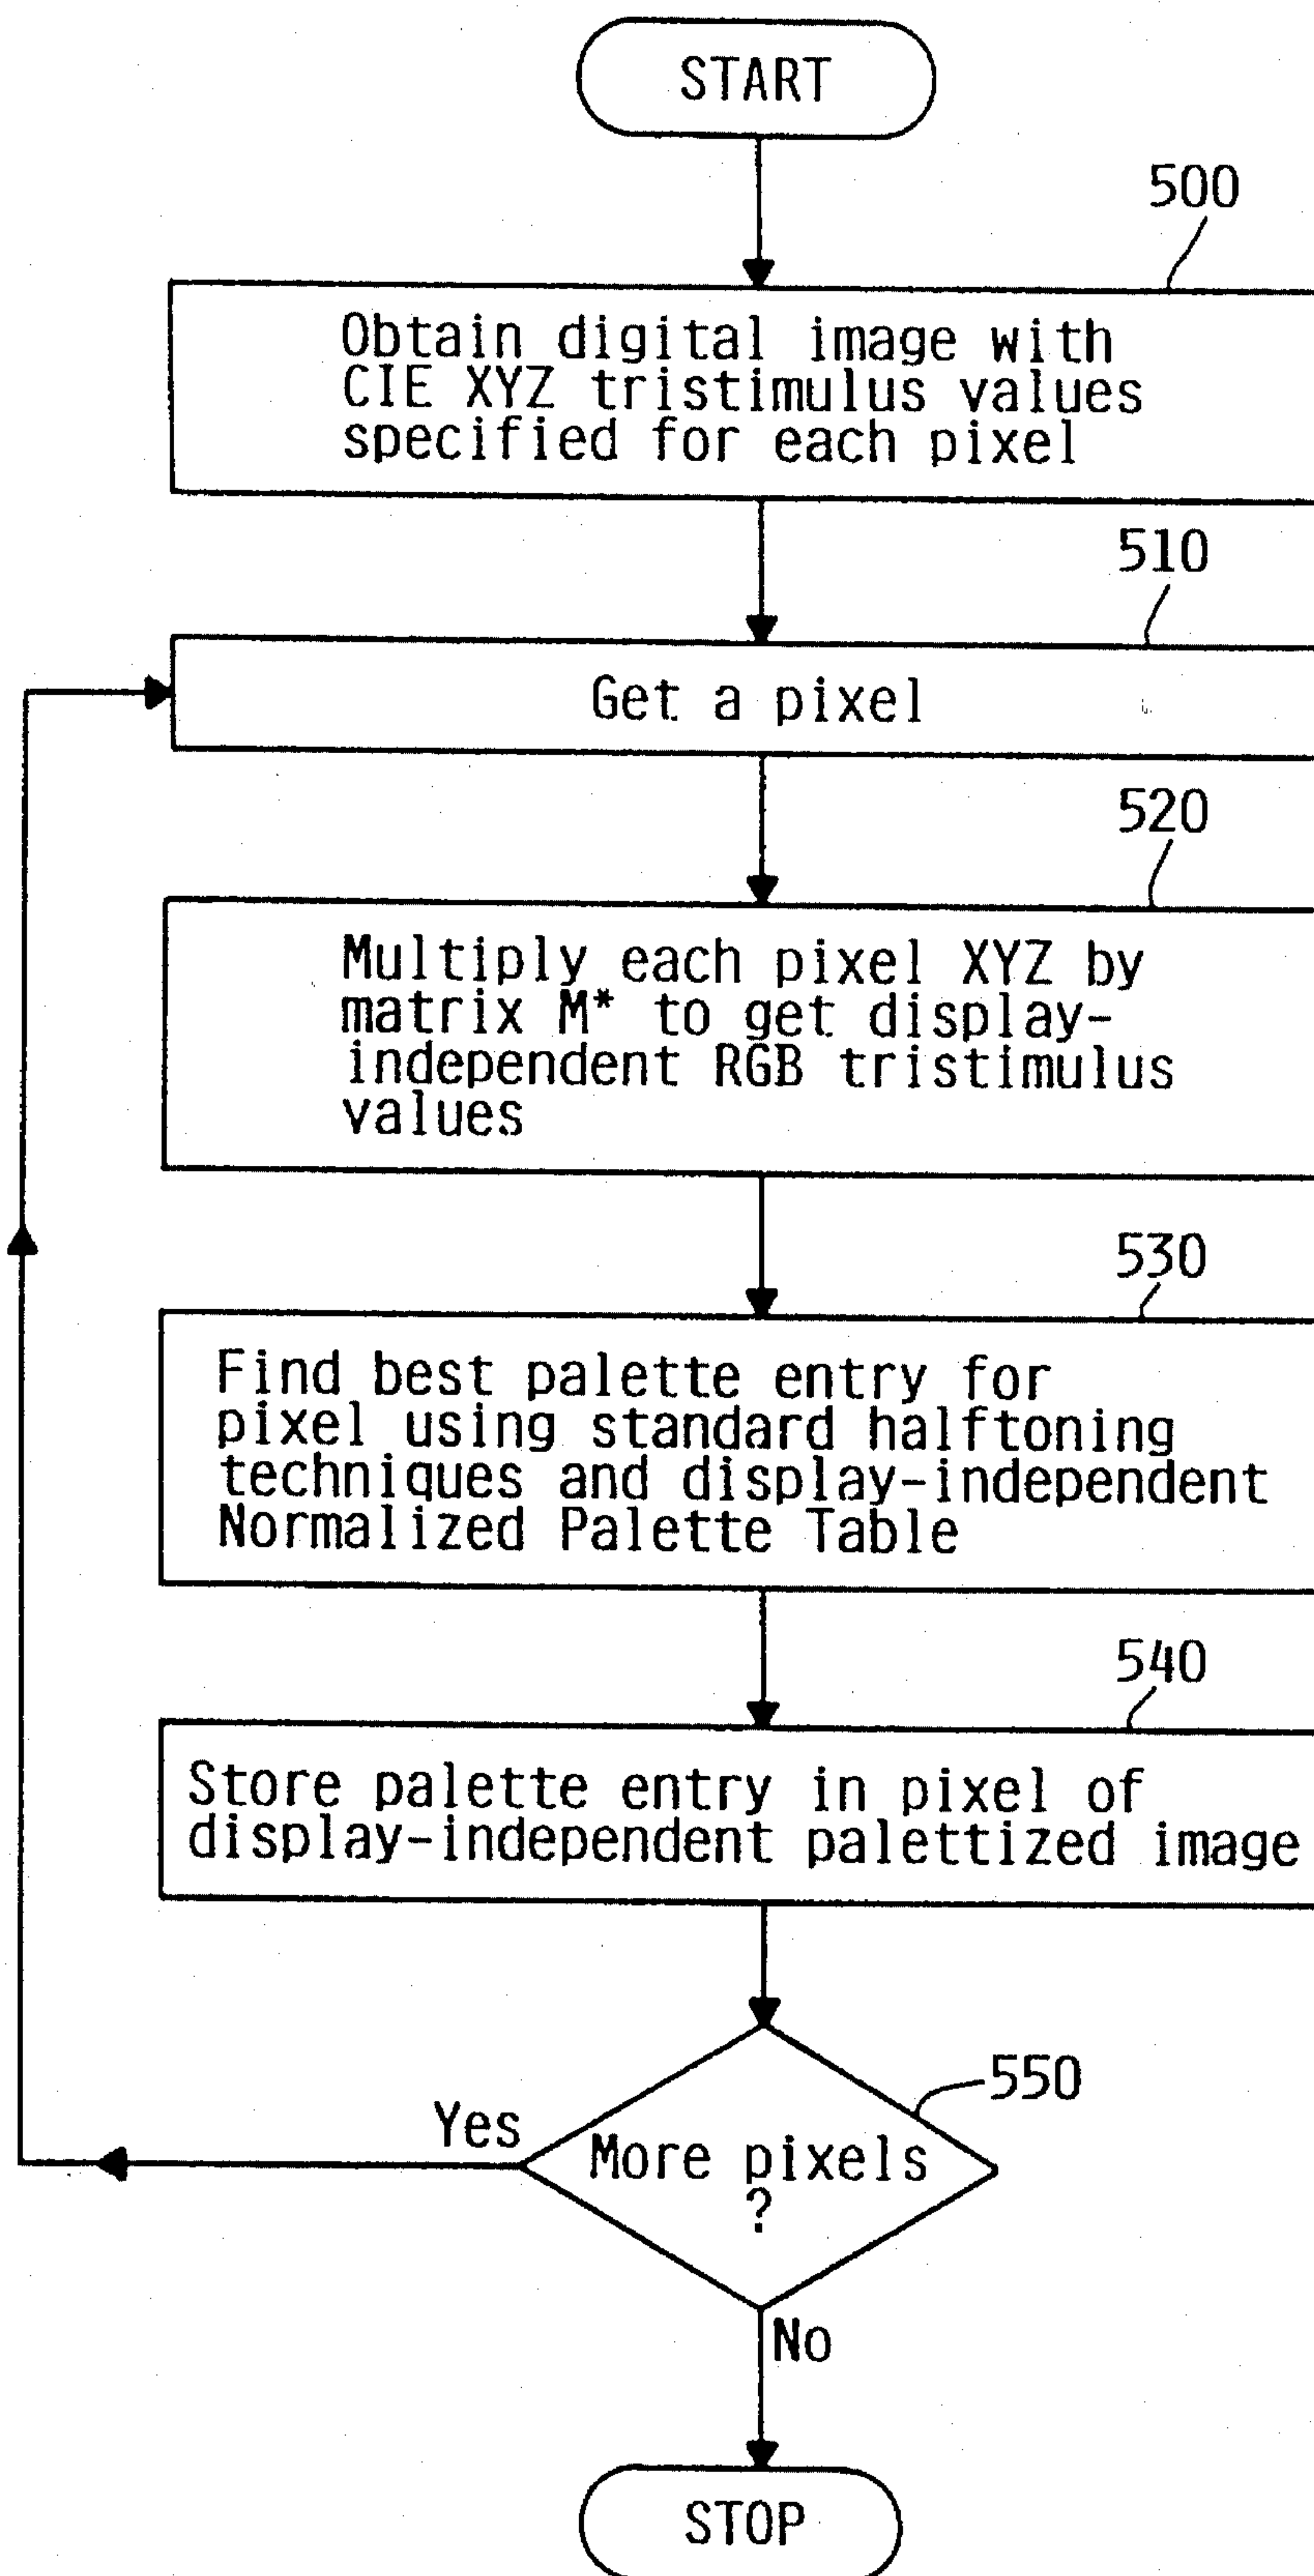 START
500
Obtain digital image with
CIE XYZ tristimulus values
specified for each pixel
510
Get a pixel
520
Multiply each pixel XYZ by
matrix M* to get display-
independent RGB tristimulus
values
530
Find best palette entry for
pixel using standard halftoning
techniques and display-independent
Normalized Palette Table
540
Store palette entry in pixel of
display-independent palettized image
550
Yes
More pixels
?
No
STOP